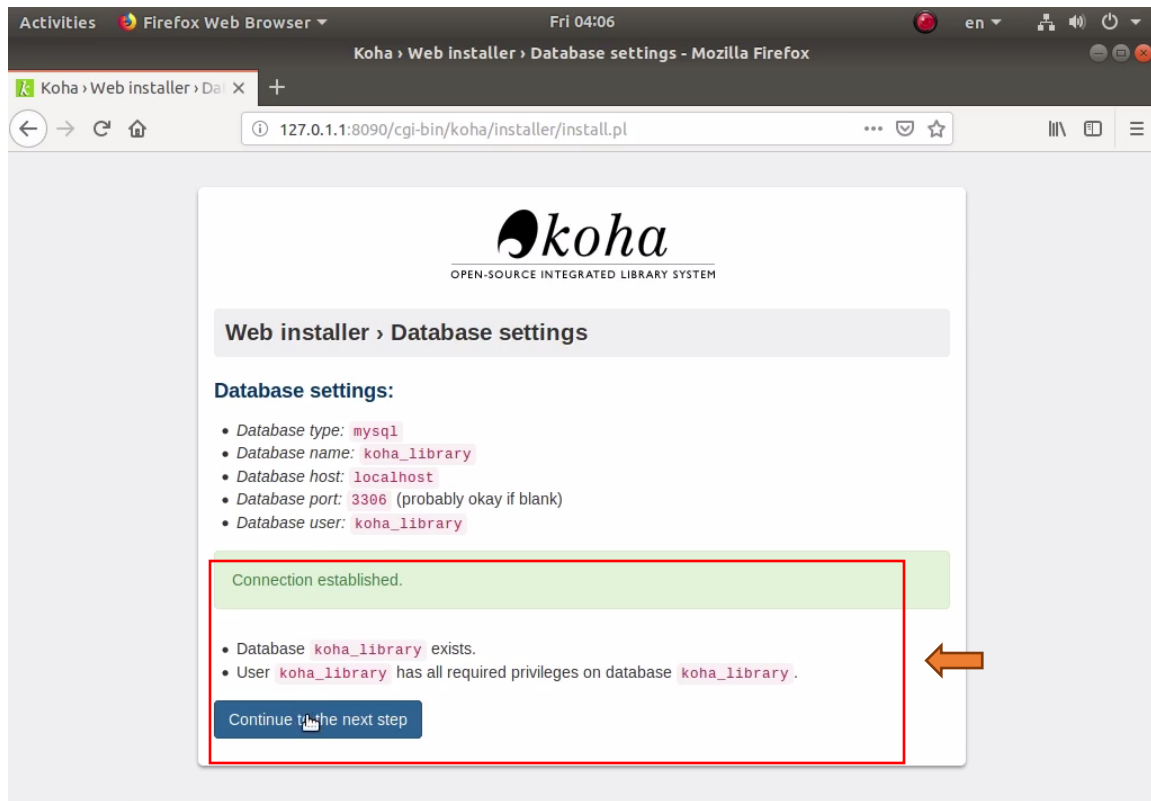 Activities Firefox Web Browser Fri 04:06 en
Koha › Web installer › Database settings - Mozilla Firefox
Koha › Web installer › Da
127.0.1.1:8090/cgi-bin/koha/installer/install.pl
koha
OPEN-SOURCE INTEGRATED LIBRARY SYSTEM
Web installer › Database settings
Database settings:
• Database type: mysql
• Database name: koha_library
• Database host: localhost
• Database port: 3306 (probably okay if blank)
• Database user: koha_library
Connection established.
• Database koha_library exists.
• User koha_library has all required privileges on database koha_library.
Continue to the next step